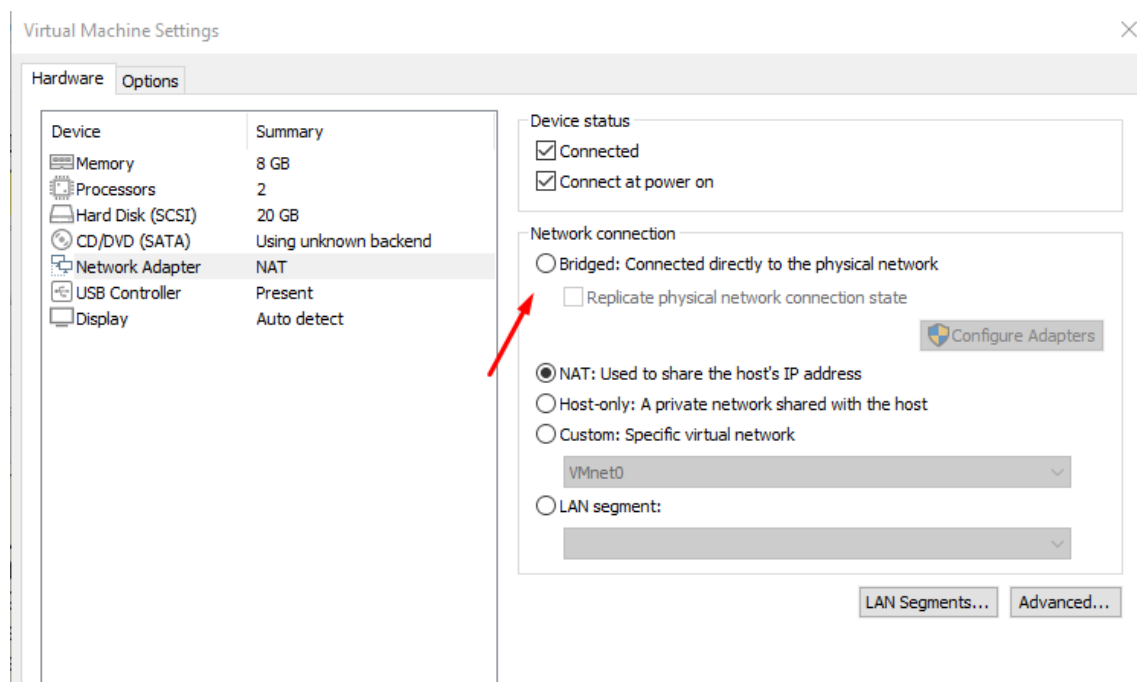 Virtual Machine Settings
Hardware Options
Device Summary
Memory 8 GB
Processors 2
Hard Disk (SCSI) 20 GB
CD/DVD (SATA) Using unknown backend
Network Adapter NAT
USB Controller Present
Display Auto detect
Device status
Connected
Connect at power on
Network connection
Bridged: Connected directly to the physical network
Replicate physical network connection state
Configure Adapters
NAT: Used to share the host's IP address
Host-only: A private network shared with the host
Custom: Specific virtual network
VMnet0
LAN segment:
LAN Segments... Advanced...